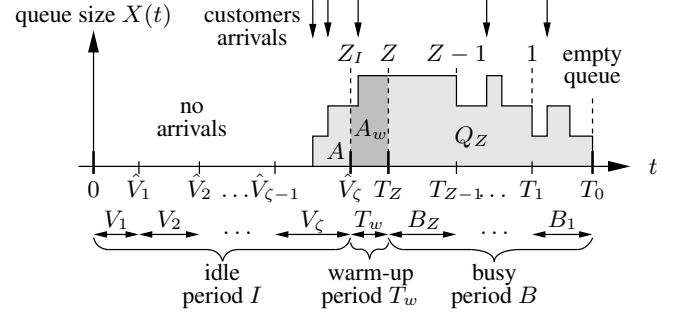 queue size X(t)
customers
arrivals
Z_I Z Z − 1 1 empty
queue
no
arrivals
A A_w Q_Z
t
0 V̂_1 V̂_2 ... V̂_{ζ−1} V̂_ζ T_Z T_{Z−1} ... T_1 T_0
V_1 V_2 ... V_ζ T_w B_Z ... B_1
idle
period I
warm-up
period T_w
busy
period B